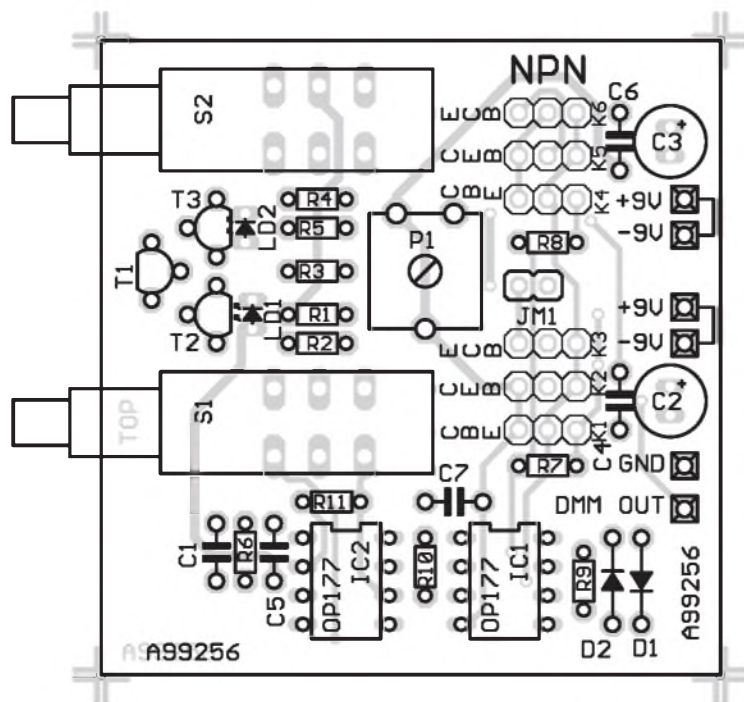 NPN
C6
S2
E C B K6
C3
+
C E B K5
T3
LD2
R4
C B E K4
+9V
R5
-9V
P1
R8
T1
R3
LD1
R1
JM1
+9V
T2
R2
E C B K3
-9V
S1
C E B K2
C2
+
TOP
C B E K1
C4
GND
R7
C7
R11
DMM OUT
C1
R6
C5
OP177
IC2
R10
OP177
IC1
R9
D2
D1
A99256
A99256
A99256